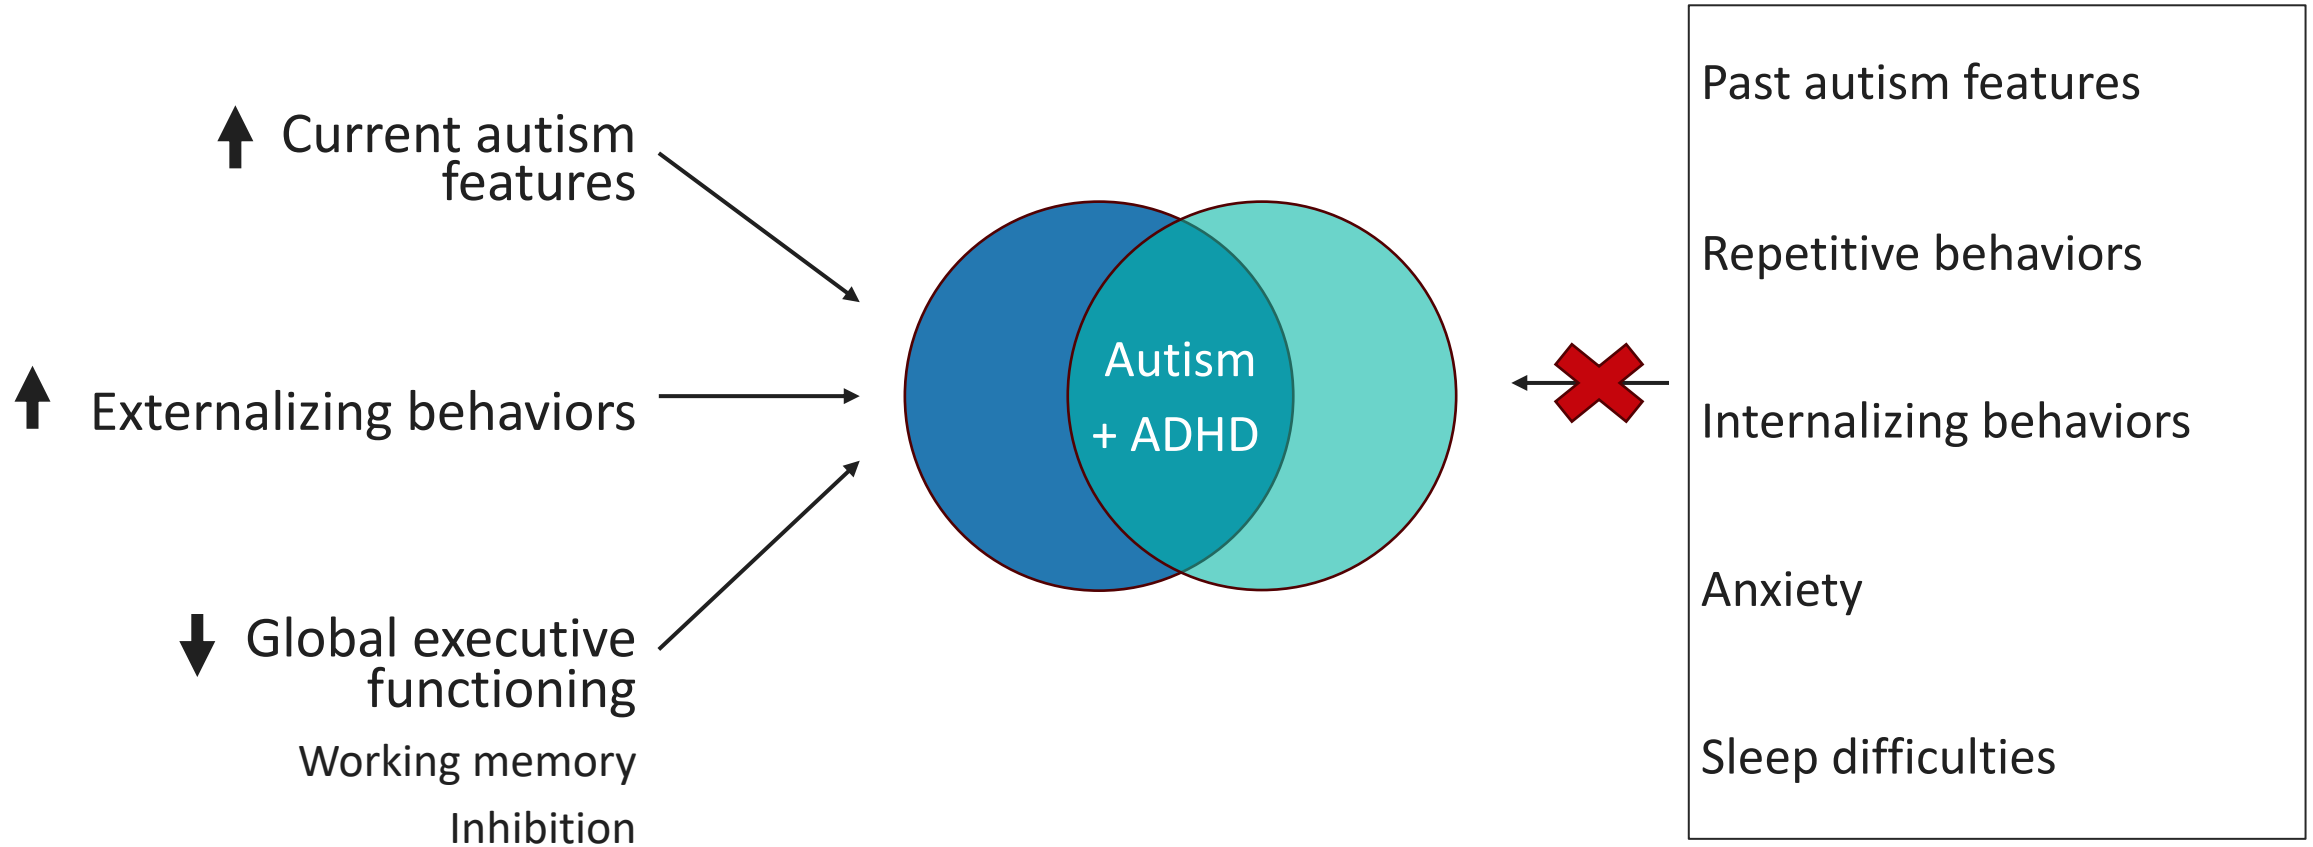 Current autism
features
Externalizing behaviors
Global executive
functioning
Working memory
Inhibition
Autism
+ ADHD
Past autism features
Repetitive behaviors
Internalizing behaviors
Anxiety
Sleep difficulties